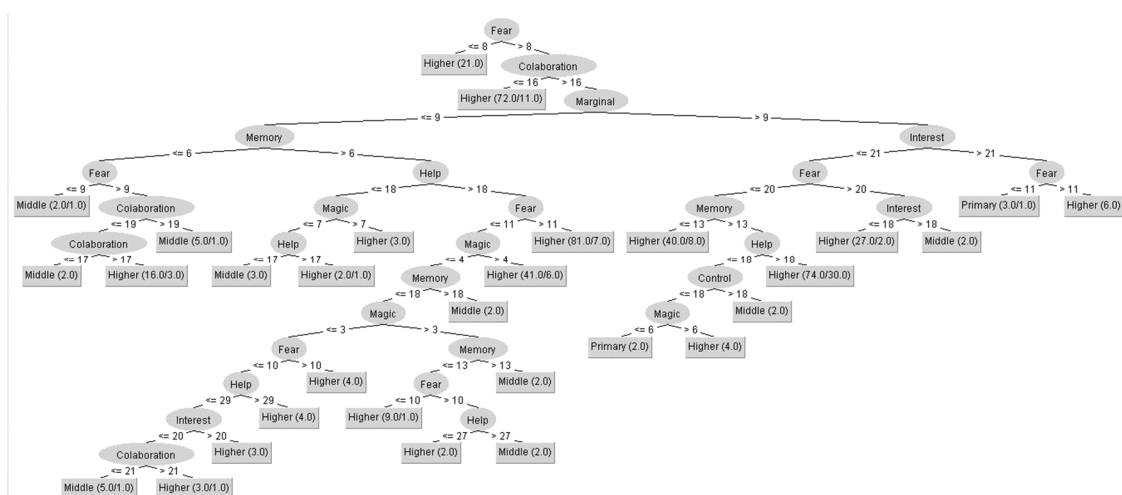 Fear
<= 8 > 8
Higher (21.0) Colaboration
<= 16 > 16
Higher (72.0/11.0) Marginal
<= 9 > 9
Memory Interest
<= 6 > 6 <= 21 > 21
Fear Help Fear Fear
<= 9 > 9 <= 18 > 18 <= 20 > 20 <= 11 > 11
Middle (2.0/1.0) Colaboration Magic Fear Memory Interest Primary (3.0/1.0) Higher (6.0)
<= 19 > 19 <= 7 > 7 <= 11 > 11 <= 13 > 13 <= 18 > 18
Colaboration Middle (5.0/1.0) Help Higher (3.0) Magic Higher (81.0/7.0) Higher (40.0/8.0) Help Higher (27.0/2.0) Middle (2.0)
<= 17 > 17 <= 17 > 17 <= 4 > 4 <= 18 > 18
Middle (2.0) Higher (16.0/3.0) Middle (3.0) Higher (2.0/1.0) Memory Higher (41.0/6.0) Control Higher (74.0/30.0)
<= 18 > 18 <= 18 > 18
Magic Middle (2.0) Magic Middle (2.0)
<= 3 > 3 <= 6 > 6
Fear Memory Primary (2.0) Higher (4.0)
<= 10 > 10 <= 13 > 13
Help Higher (4.0) Fear Middle (2.0)
<= 29 > 29 <= 10 > 10
Interest Higher (4.0) Higher (9.0/1.0) Help
<= 20 > 20 <= 27 > 27
Colaboration Higher (3.0) Higher (2.0) Middle (2.0)
<= 21 > 21
Middle (5.0/1.0) Higher (3.0/1.0)